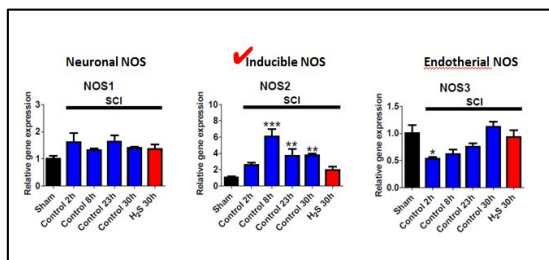 Neuronal NOS
NOS1
SCI
Relative gene expression
3
2
1
0
Sham
Control 2h
Control 8h
Control 23h
Control 30h
H₂S 30h
Inducible NOS
NOS2
SCI
Relative gene expression
10
8
6
4
2
0
***
**
**
Sham
Control 2h
Control 8h
Control 23h
Control 30h
H₂S 30h
Endotherial NOS
NOS3
SCI
Relative gene expression
1.5
1.0
0.5
0.0
*
Sham
Control 2h
Control 8h
Control 23h
Control 30h
H₂S 30h